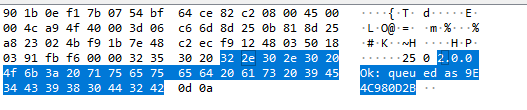 90 1b 0e f1 7b 07 54 bf 64 ce 82 c2 08 00 45 00 ····{·T· d·····E·
00 4c a9 4f 40 00 3d 06 c6 6d 8d 25 0b 81 8d 25 ·L·O@·=· ·m·%···%
a8 23 02 4b f9 1b 7e 48 c2 ec f9 12 48 03 50 18 ·#·K··~H ····H·P·
03 91 fb f6 00 00 32 35 30 20 32 2e 30 2e 30 20 ······25 0 2.0.0
4f 6b 3a 20 71 75 65 75 65 64 20 61 73 20 39 45 Ok: queu ed as 9E
34 43 39 38 30 44 32 42 0d 0a 4C980D2B ··